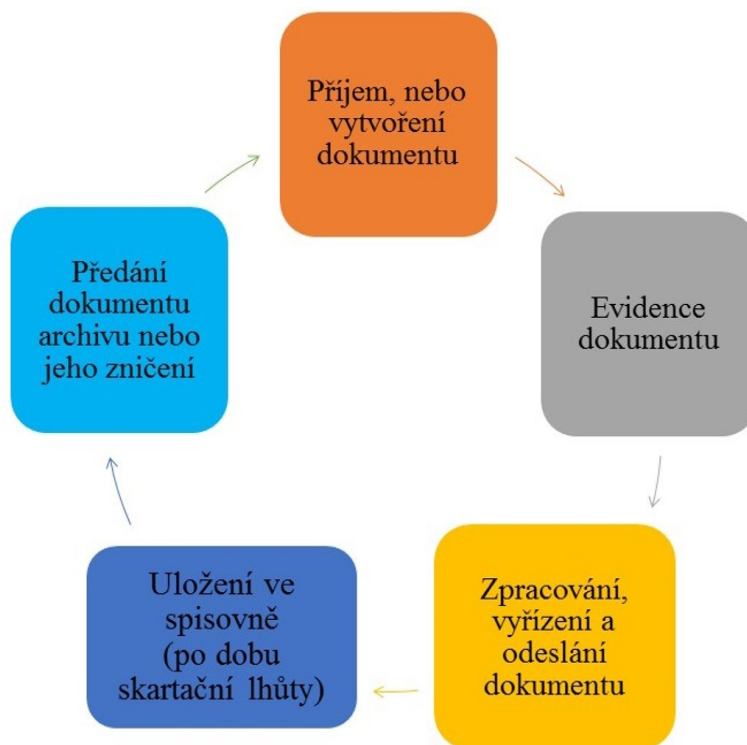 Příjem, nebo
vytvoření
dokumentu
Evidence
dokumentu
Zpracování,
vyřízení a
odeslání
dokumentu
Uložení ve
spisovně
(po dobu
skartační lhůty)
Předání
dokumentu
archivu nebo
jeho zničení